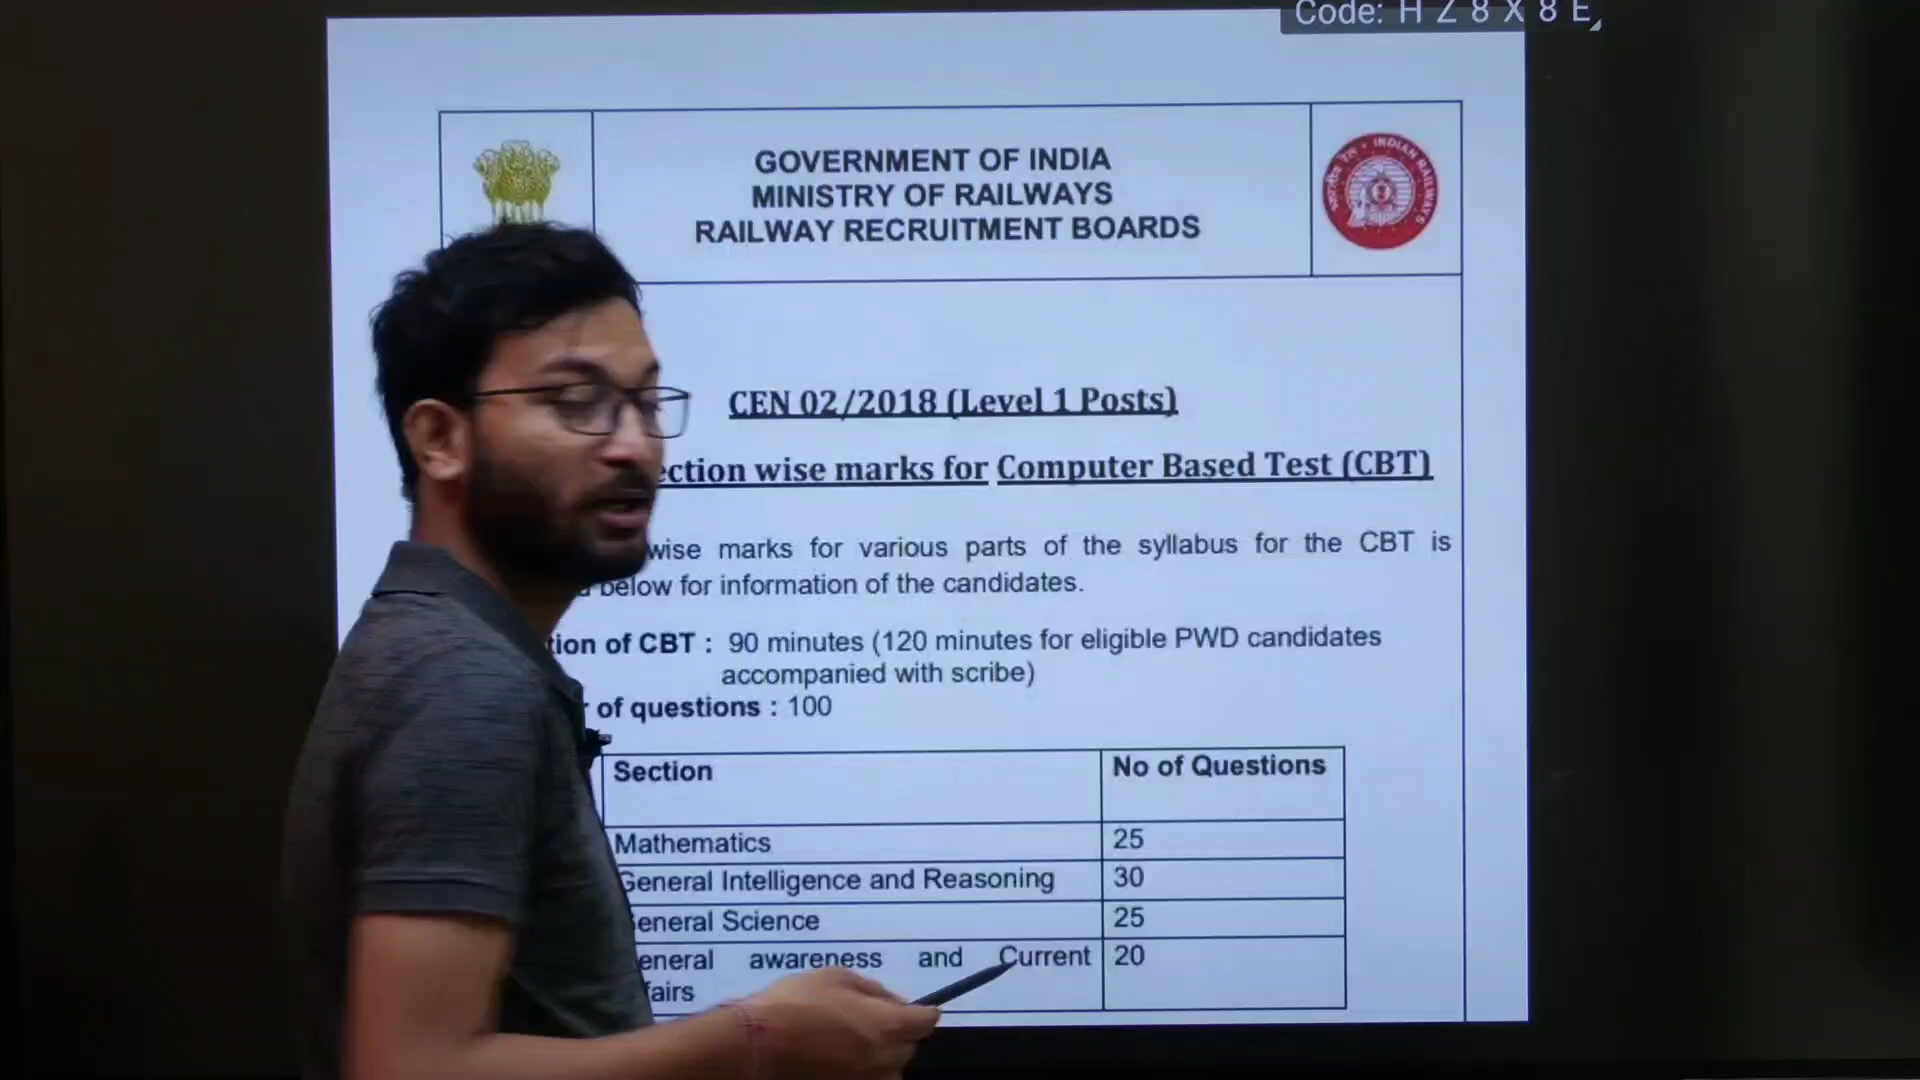 Code: H Z 8 X 8 E
GOVERNMENT OF INDIA
MINISTRY OF RAILWAYS
RAILWAY RECRUITMENT BOARDS
INDIAN RAILWAYS
CEN 02/2018 (Level 1 Posts)
ection wise marks for Computer Based Test (CBT)
wise marks for various parts of the syllabus for the CBT is
below for information of the candidates.
tion of CBT : 90 minutes (120 minutes for eligible PWD candidates
accompanied with scribe)
of questions : 100
Section No of Questions
Mathematics 25
General Intelligence and Reasoning 30
eneral Science 25
eneral awareness and Current 20
fairs